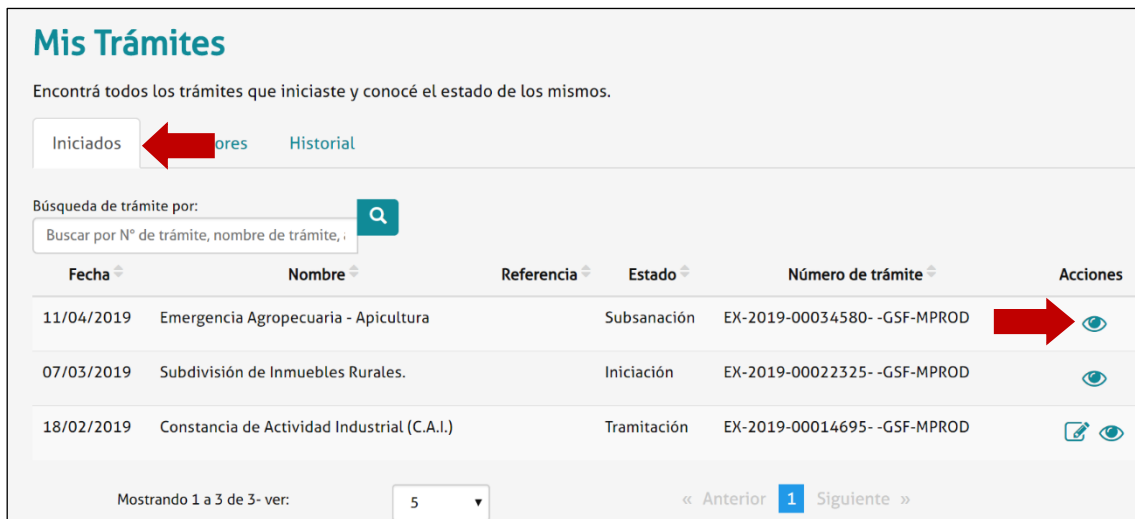 Mis Trámites
Encontrá todos los trámites que iniciaste y conocé el estado de los mismos.
Iniciados ores Historial
Búsqueda de trámite por:
Buscar por N° de trámite, nombre de trámite,
Fecha Nombre Referencia Estado Número de trámite Acciones
11/04/2019 Emergencia Agropecuaria - Apicultura Subsanación EX-2019-00034580- -GSF-MPROD
07/03/2019 Subdivisión de Inmuebles Rurales. Iniciación EX-2019-00022325- -GSF-MPROD
18/02/2019 Constancia de Actividad Industrial (C.A.I.) Tramitación EX-2019-00014695- -GSF-MPROD
Mostrando 1 a 3 de 3- ver: 5 « Anterior 1 Siguiente »